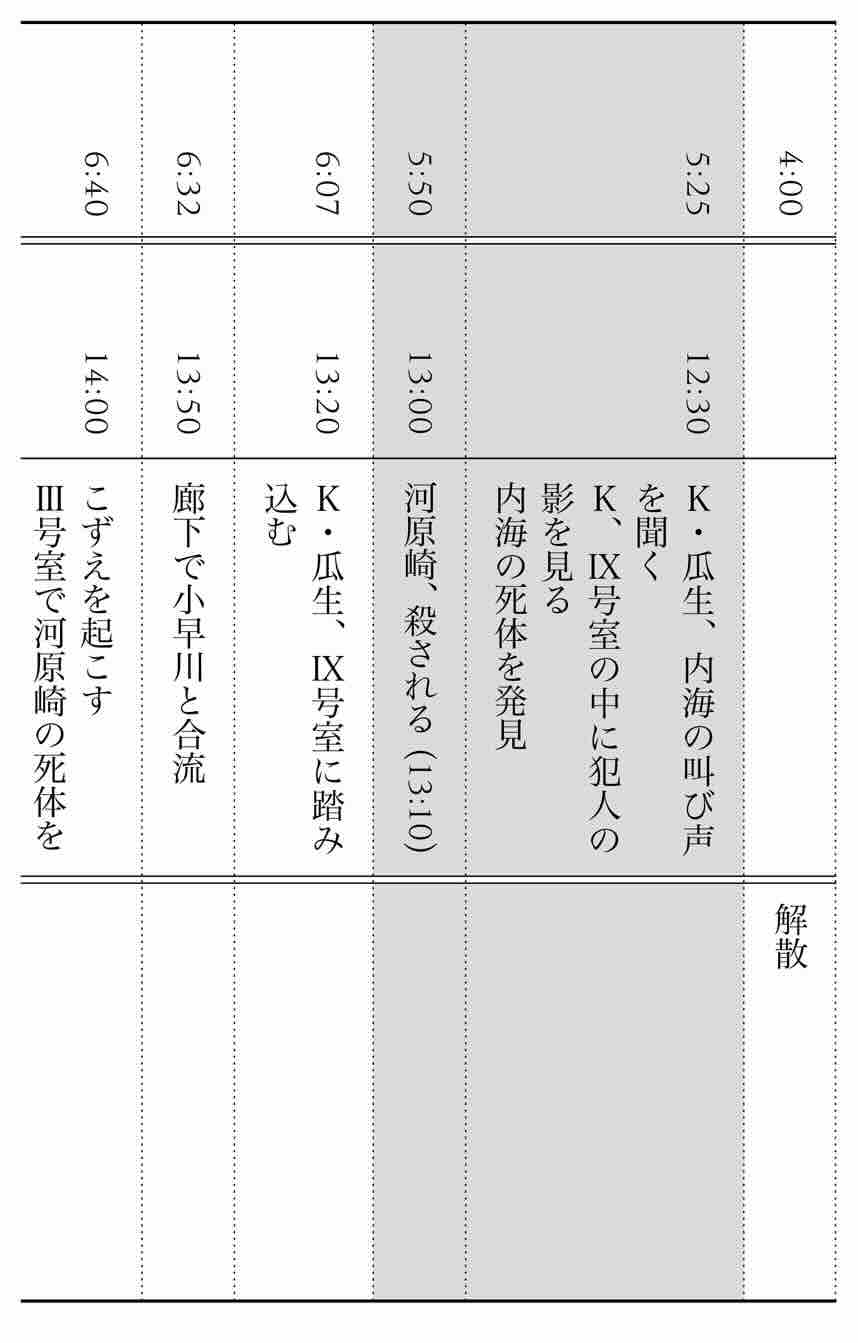 4:00
解散
5:25
12:30
K・瓜生、内海の叫び声
を聞く
K、Ⅸ号室の中に犯人の
影を見る
内海の死体を発見
5:50
13:00
河原崎、殺される (13:10)
6:07
13:20
K・瓜生、Ⅸ号室に踏み
込む
6:32
13:50
廊下で小早川と合流
6:40
14:00
こずえを起こす
Ⅲ号室で河原崎の死体を